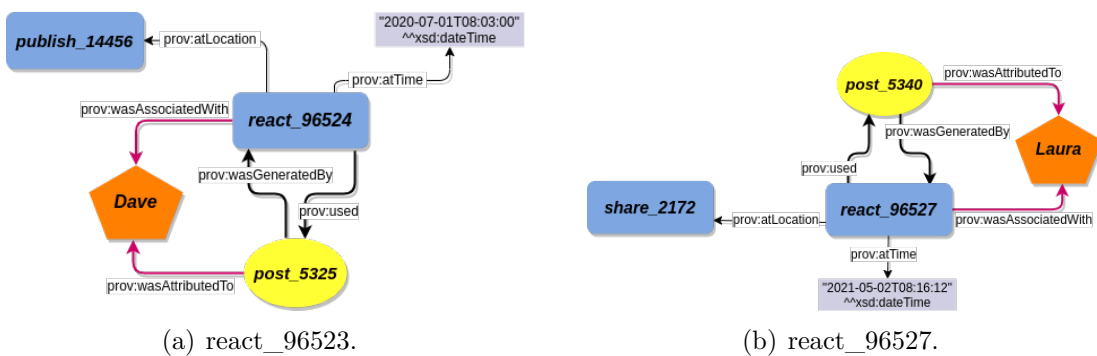 publish_14456
prov:atLocation
"2020-07-01T08:03:00"
^^xsd:dateTime
prov:atTime
prov:wasAssociatedWith
react_96524
prov:wasGeneratedBy
Dave
prov:used
post_5325
prov:wasAttributedTo
(a) react_96523.
prov:wasAttributedTo
post_5340
prov:wasGeneratedBy
Laura
prov:used
share_2172
prov:atLocation
react_96527
prov:wasAssociatedWith
prov:atTime
"2021-05-02T08:16:12"
^^xsd:dateTime
(b) react_96527.